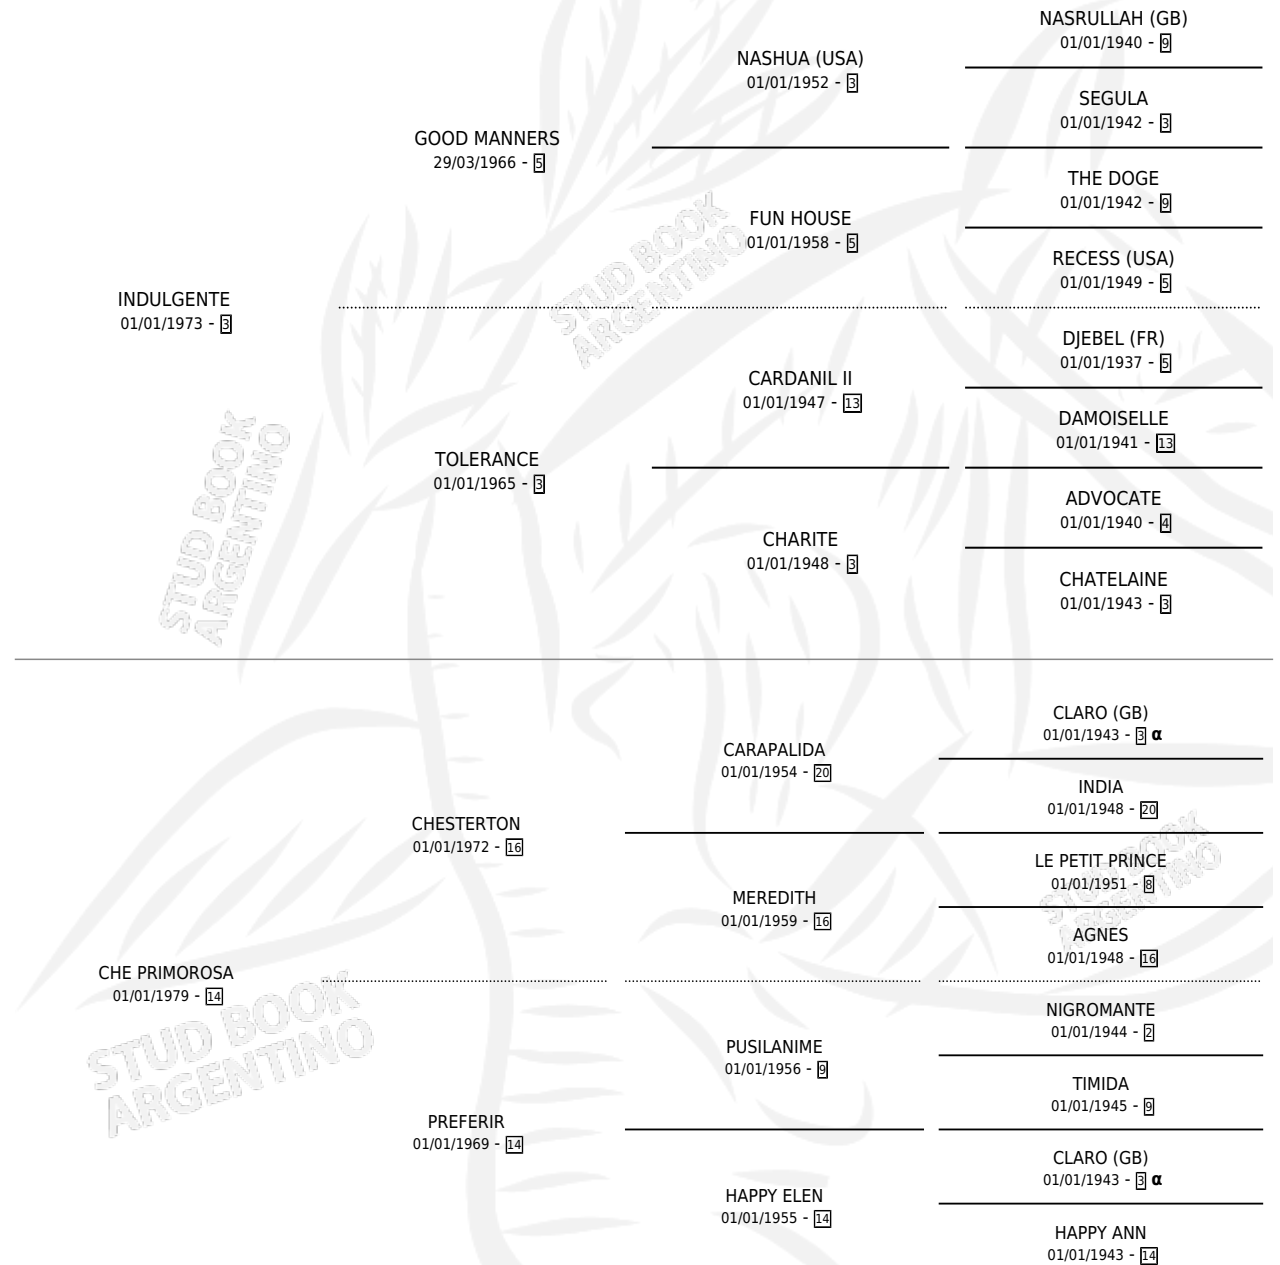 NASRULLAH (GB)
01/01/1940 - 9
NASHUA (USA)
01/01/1952 - 3
SEGULA
01/01/1942 - 3
GOOD MANNERS
29/03/1966 - 5
THE DOGE
01/01/1942 - 9
FUN HOUSE
01/01/1958 - 5
RECESS (USA)
01/01/1949 - 5
INDULGENTE
01/01/1973 - 3
DJEBEL (FR)
01/01/1937 - 5
CARDANIL II
01/01/1947 - 13
DAMOISELLE
01/01/1941 - 13
TOLERANCE
01/01/1965 - 3
ADVOCATE
01/01/1940 - 4
CHARITE
01/01/1948 - 3
CHATELAINE
01/01/1943 - 3
CLARO (GB)
01/01/1943 - 3 α
CARAPALIDA
01/01/1954 - 20
INDIA
01/01/1948 - 20
CHESTERTON
01/01/1972 - 16
LE PETIT PRINCE
01/01/1951 - 8
MEREDITH
01/01/1959 - 16
AGNES
01/01/1948 - 16
CHE PRIMOROSA
01/01/1979 - 14
NIGROMANTE
01/01/1944 - 2
PUSILANIME
01/01/1956 - 9
TIMIDA
01/01/1945 - 9
PREFERIR
01/01/1969 - 14
CLARO (GB)
01/01/1943 - 3 α
HAPPY ELEN
01/01/1955 - 14
HAPPY ANN
01/01/1943 - 14
STUD BOOK
ARGENTINO
STUD BOOK
ARGENTINO
STUD BOOK
ARGENTINO
STUD BOOK
ARGENTINO